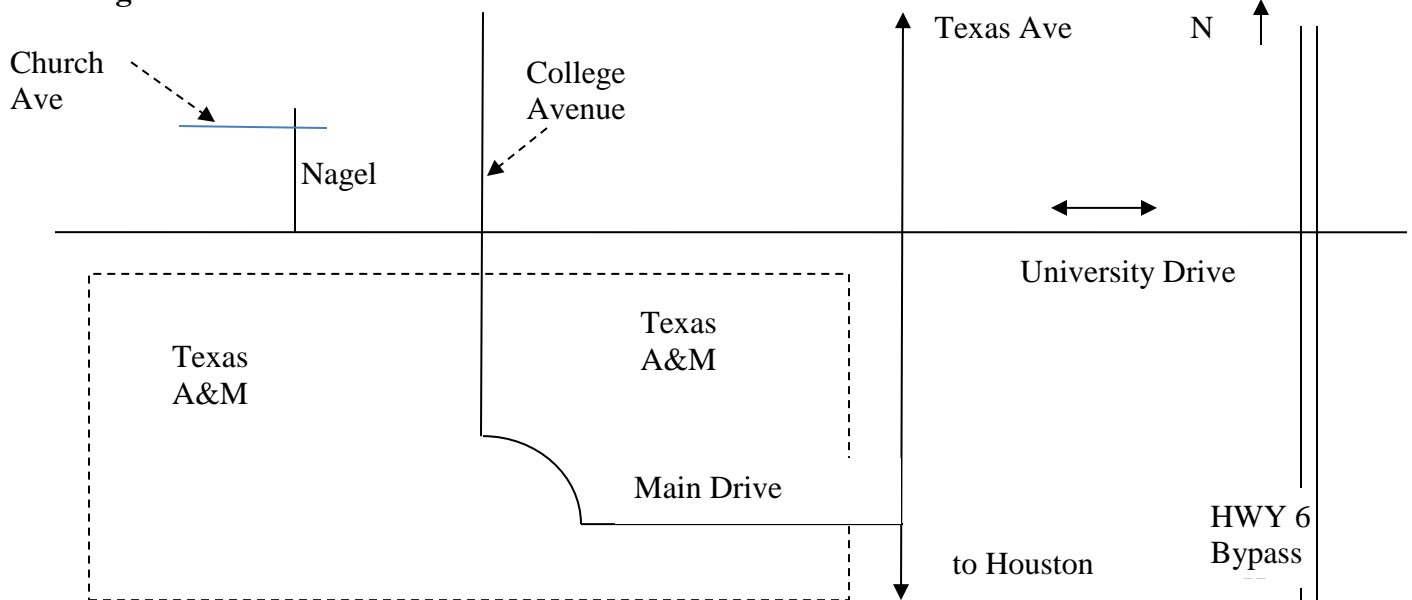 Texas Ave
N
Church
Ave
College
Avenue
Nagel
University Drive
Texas
A&M
Texas
A&M
Main Drive
HWY 6
Bypass
to Houston